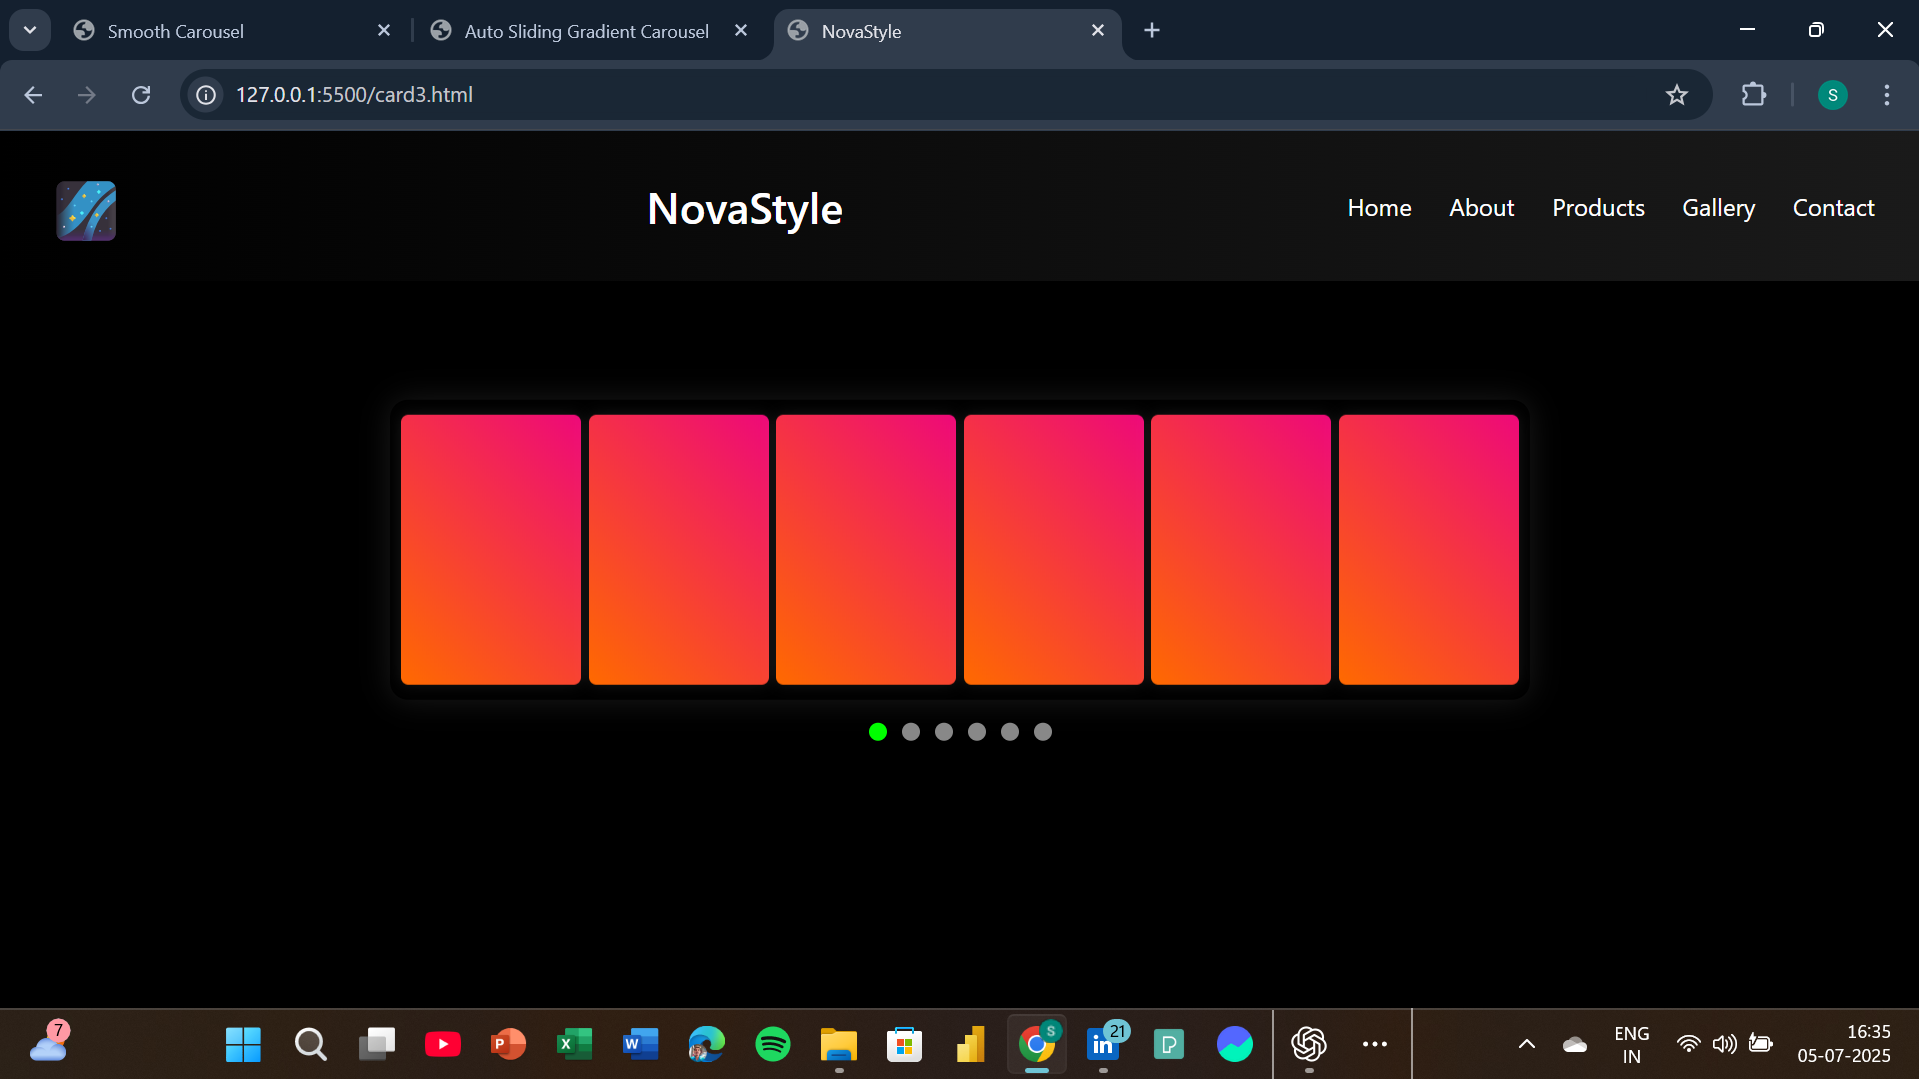 Smooth Carousel
Auto Sliding Gradient Carousel
NovaStyle
127.0.0.1:5500/card3.html
S
NovaStyle
Home
About
Products
Gallery
Contact
7
P
X
W
S
in
21
P
ENG
IN
16:35
05-07-2025